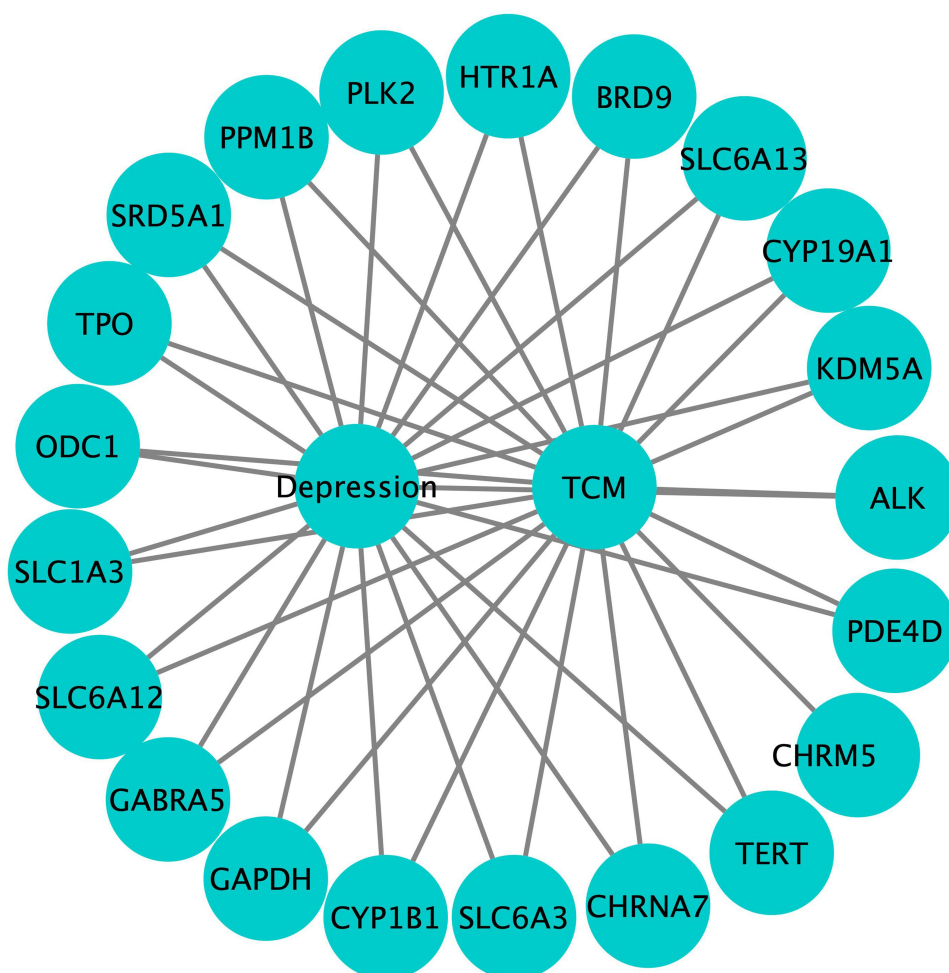 HTR1A
PLK2
BRD9
PPM1B
SLC6A13
SRD5A1
CYP19A1
TPO
KDM5A
ODC1
Depression
TCM
ALK
SLC1A3
PDE4D
SLC6A12
CHRM5
GABRA5
TERT
GAPDH
CHRNA7
CYP1B1
SLC6A3